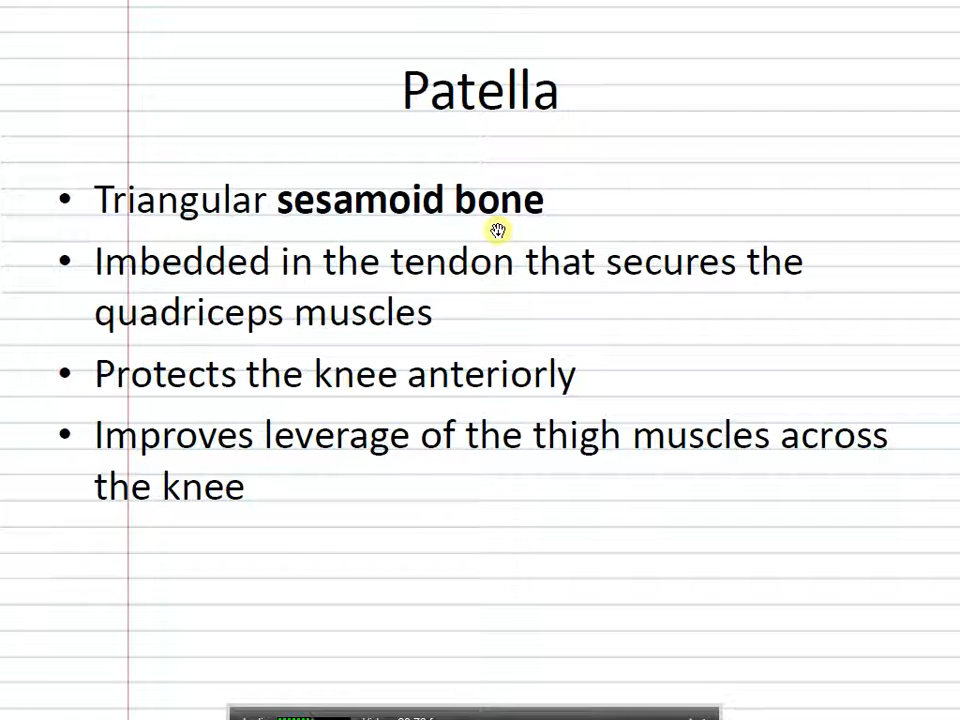 Patella
• Triangular sesamoid bone
• Imbedded in the tendon that secures the
quadriceps muscles
• Protects the knee anteriorly
• Improves leverage of the thigh muscles across
the knee